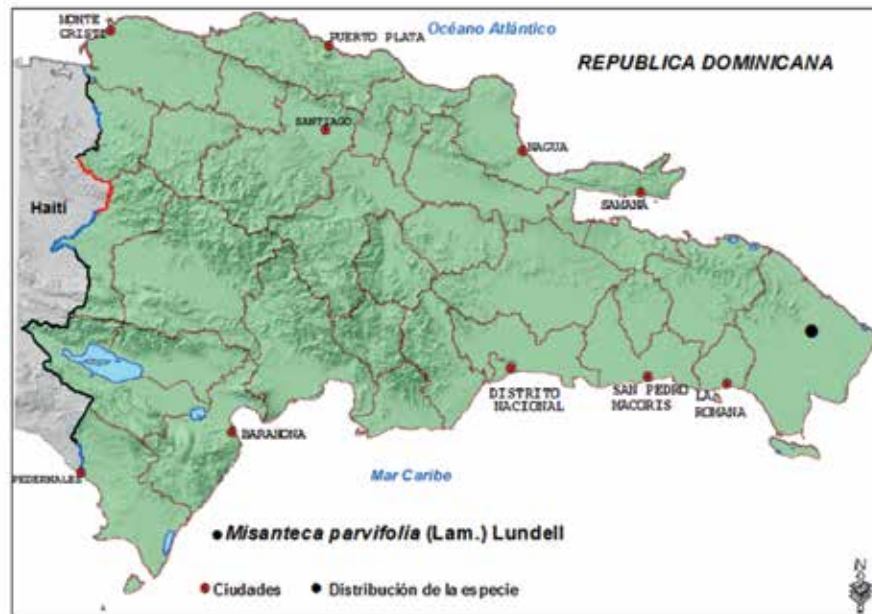 MONTE
CRISTI
PUERTO PLATA
Océano Atlántico
REPUBLICA DOMINICANA
SANTIAGO
NAGUA
SAMANA
Haití
DISTRITO
NACIONAL
SAN PEDRO
MACORIS
LA
ROMANA
BARAHONA
PEDERNALES
Mar Caribe
Misanteca parvifolia (Lam.) Lundell
Ciudades
Distribución de la especie
N